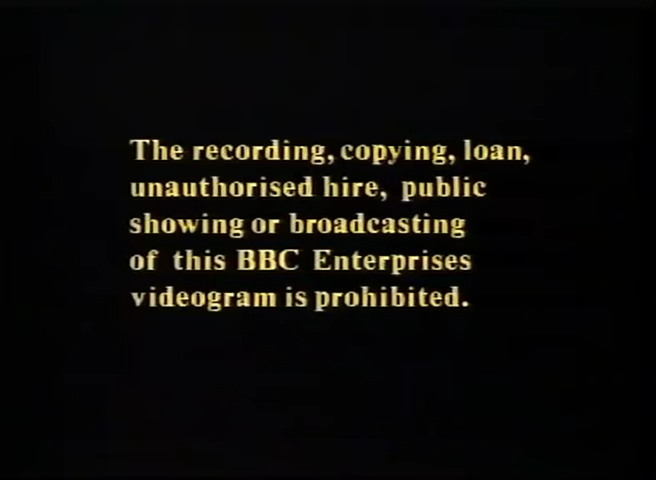 The recording, copying, loan,
unauthorised hire, public
showing or broadcasting
of this BBC Enterprises
videogram is prohibited.